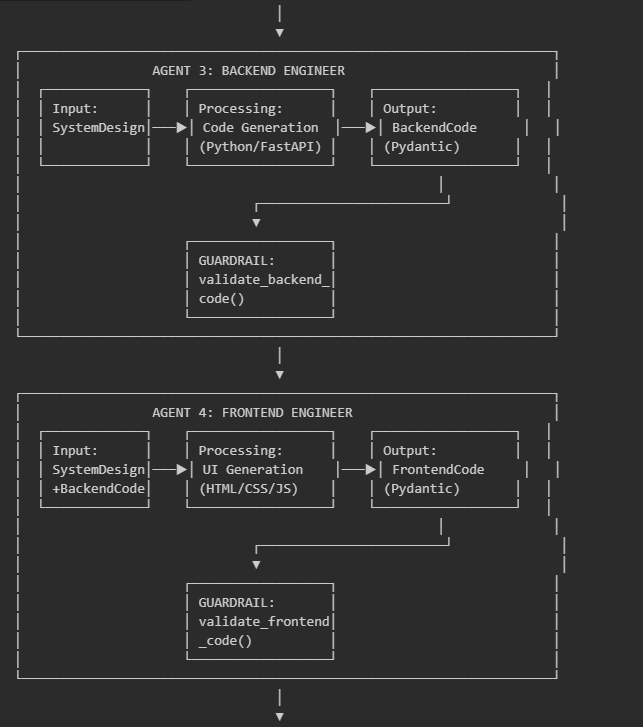 AGENT 3: BACKEND ENGINEER
Input: Processing: Output:
SystemDesign Code Generation BackendCode
(Python/FastAPI) (Pydantic)
GUARDRAIL:
validate_backend_
code()
AGENT 4: FRONTEND ENGINEER
Input: Processing: Output:
SystemDesign UI Generation FrontendCode
+BackendCode (HTML/CSS/JS) (Pydantic)
GUARDRAIL:
validate_frontend
_code()